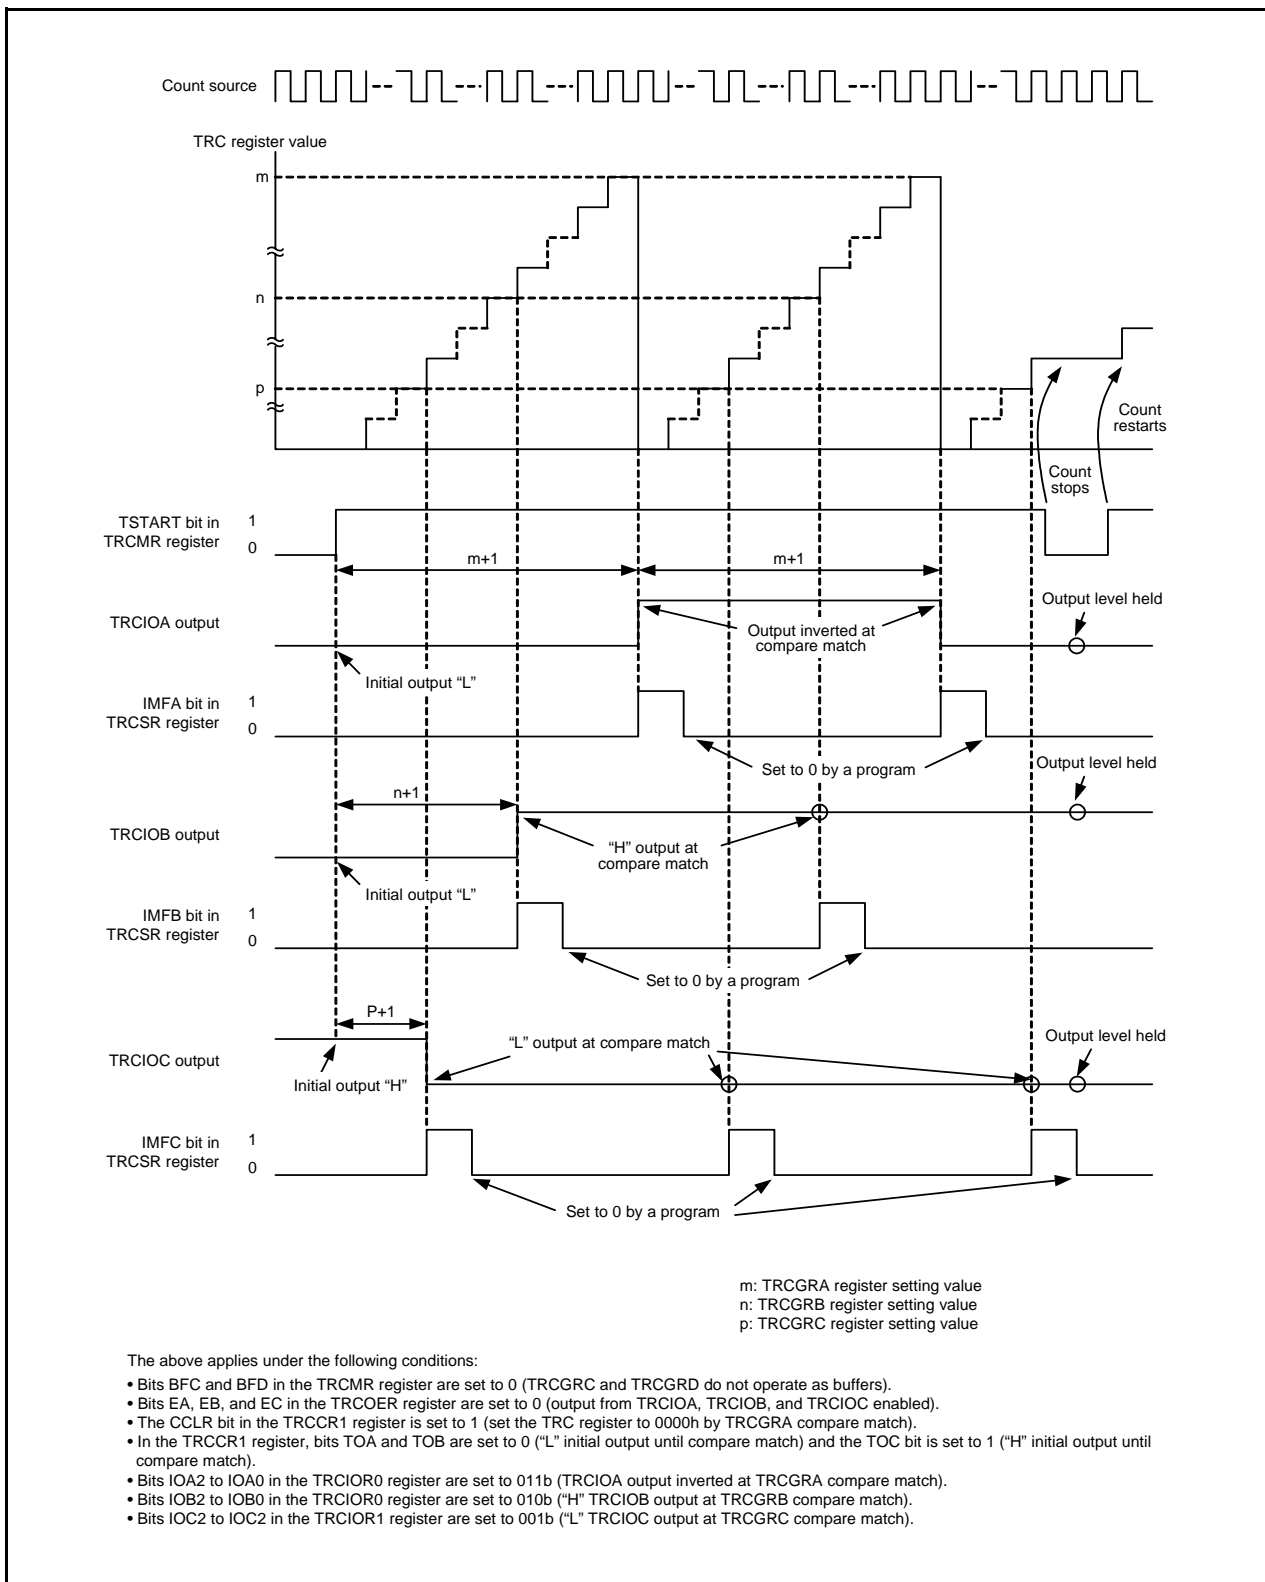 Count source
TRC register value
m
n
p
Count
restarts
Count
stops
TSTART bit in
TRCMR register
1
0
m+1
m+1
TRCIOA output
Output level held
Output inverted at
compare match
Initial output “L”
IMFA bit in
TRCSR register
1
0
Set to 0 by a program
Output level held
n+1
TRCIOB output
“H” output at
compare match
Initial output “L”
IMFB bit in
TRCSR register
1
0
Set to 0 by a program
P+1
TRCIOC output
“L” output at compare match
Output level held
Initial output “H”
IMFC bit in
TRCSR register
1
0
Set to 0 by a program
m: TRCGRA register setting value
n: TRCGRB register setting value
p: TRCGRC register setting value
The above applies under the following conditions:
• Bits BFC and BFD in the TRCMR register are set to 0 (TRCGRC and TRCGRD do not operate as buffers).
• Bits EA, EB, and EC in the TRCOER register are set to 0 (output from TRCIOA, TRCIOB, and TRCIOC enabled).
• The CCLR bit in the TRCCR1 register is set to 1 (set the TRC register to 0000h by TRCGRA compare match).
• In the TRCCR1 register, bits TOA and TOB are set to 0 (“L” initial output until compare match) and the TOC bit is set to 1 (“H” initial output until
compare match).
• Bits IOA2 to IOA0 in the TRCIOR0 register are set to 011b (TRCIOA output inverted at TRCGRA compare match).
• Bits IOB2 to IOB0 in the TRCIOR0 register are set to 010b (“H” TRCIOB output at TRCGRB compare match).
• Bits IOC2 to IOC2 in the TRCIOR1 register are set to 001b (“L” TRCIOC output at TRCGRC compare match).